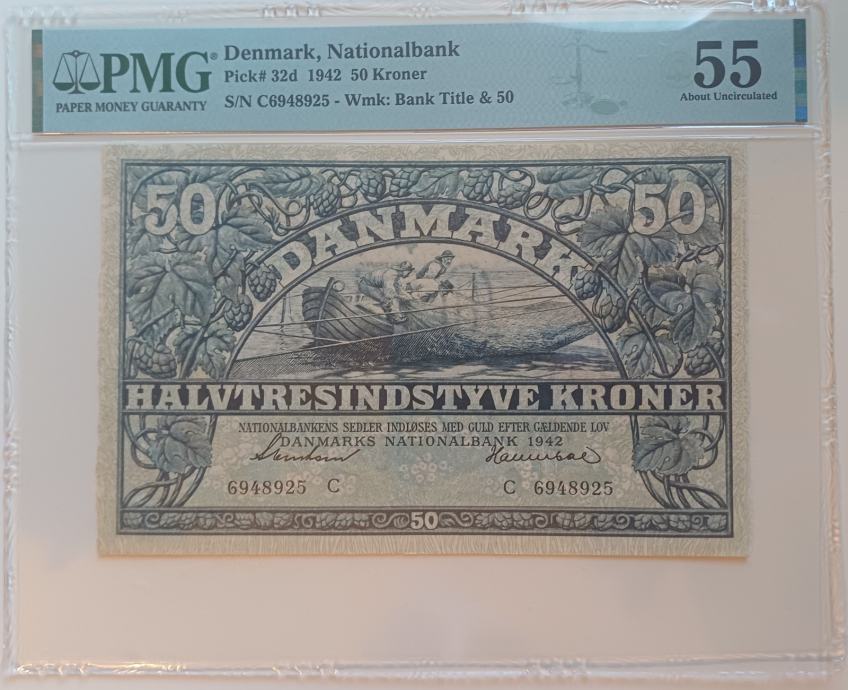 PMG®
PAPER MONEY GUARANTY
Denmark, Nationalbank
Pick# 32d 1942 50 Kroner
S/N C6948925 - Wmk: Bank Title & 50
55
About Uncirculated
50 50
DANMARK
HALVTRESINDSTYVE KRONER
NATIONALBANKENS SEDLER INDLØSES MED GULD EFTER GÆLDENDE LOV
DANMARKS NATIONALBANK 1942
6948925 C C 6948925
50